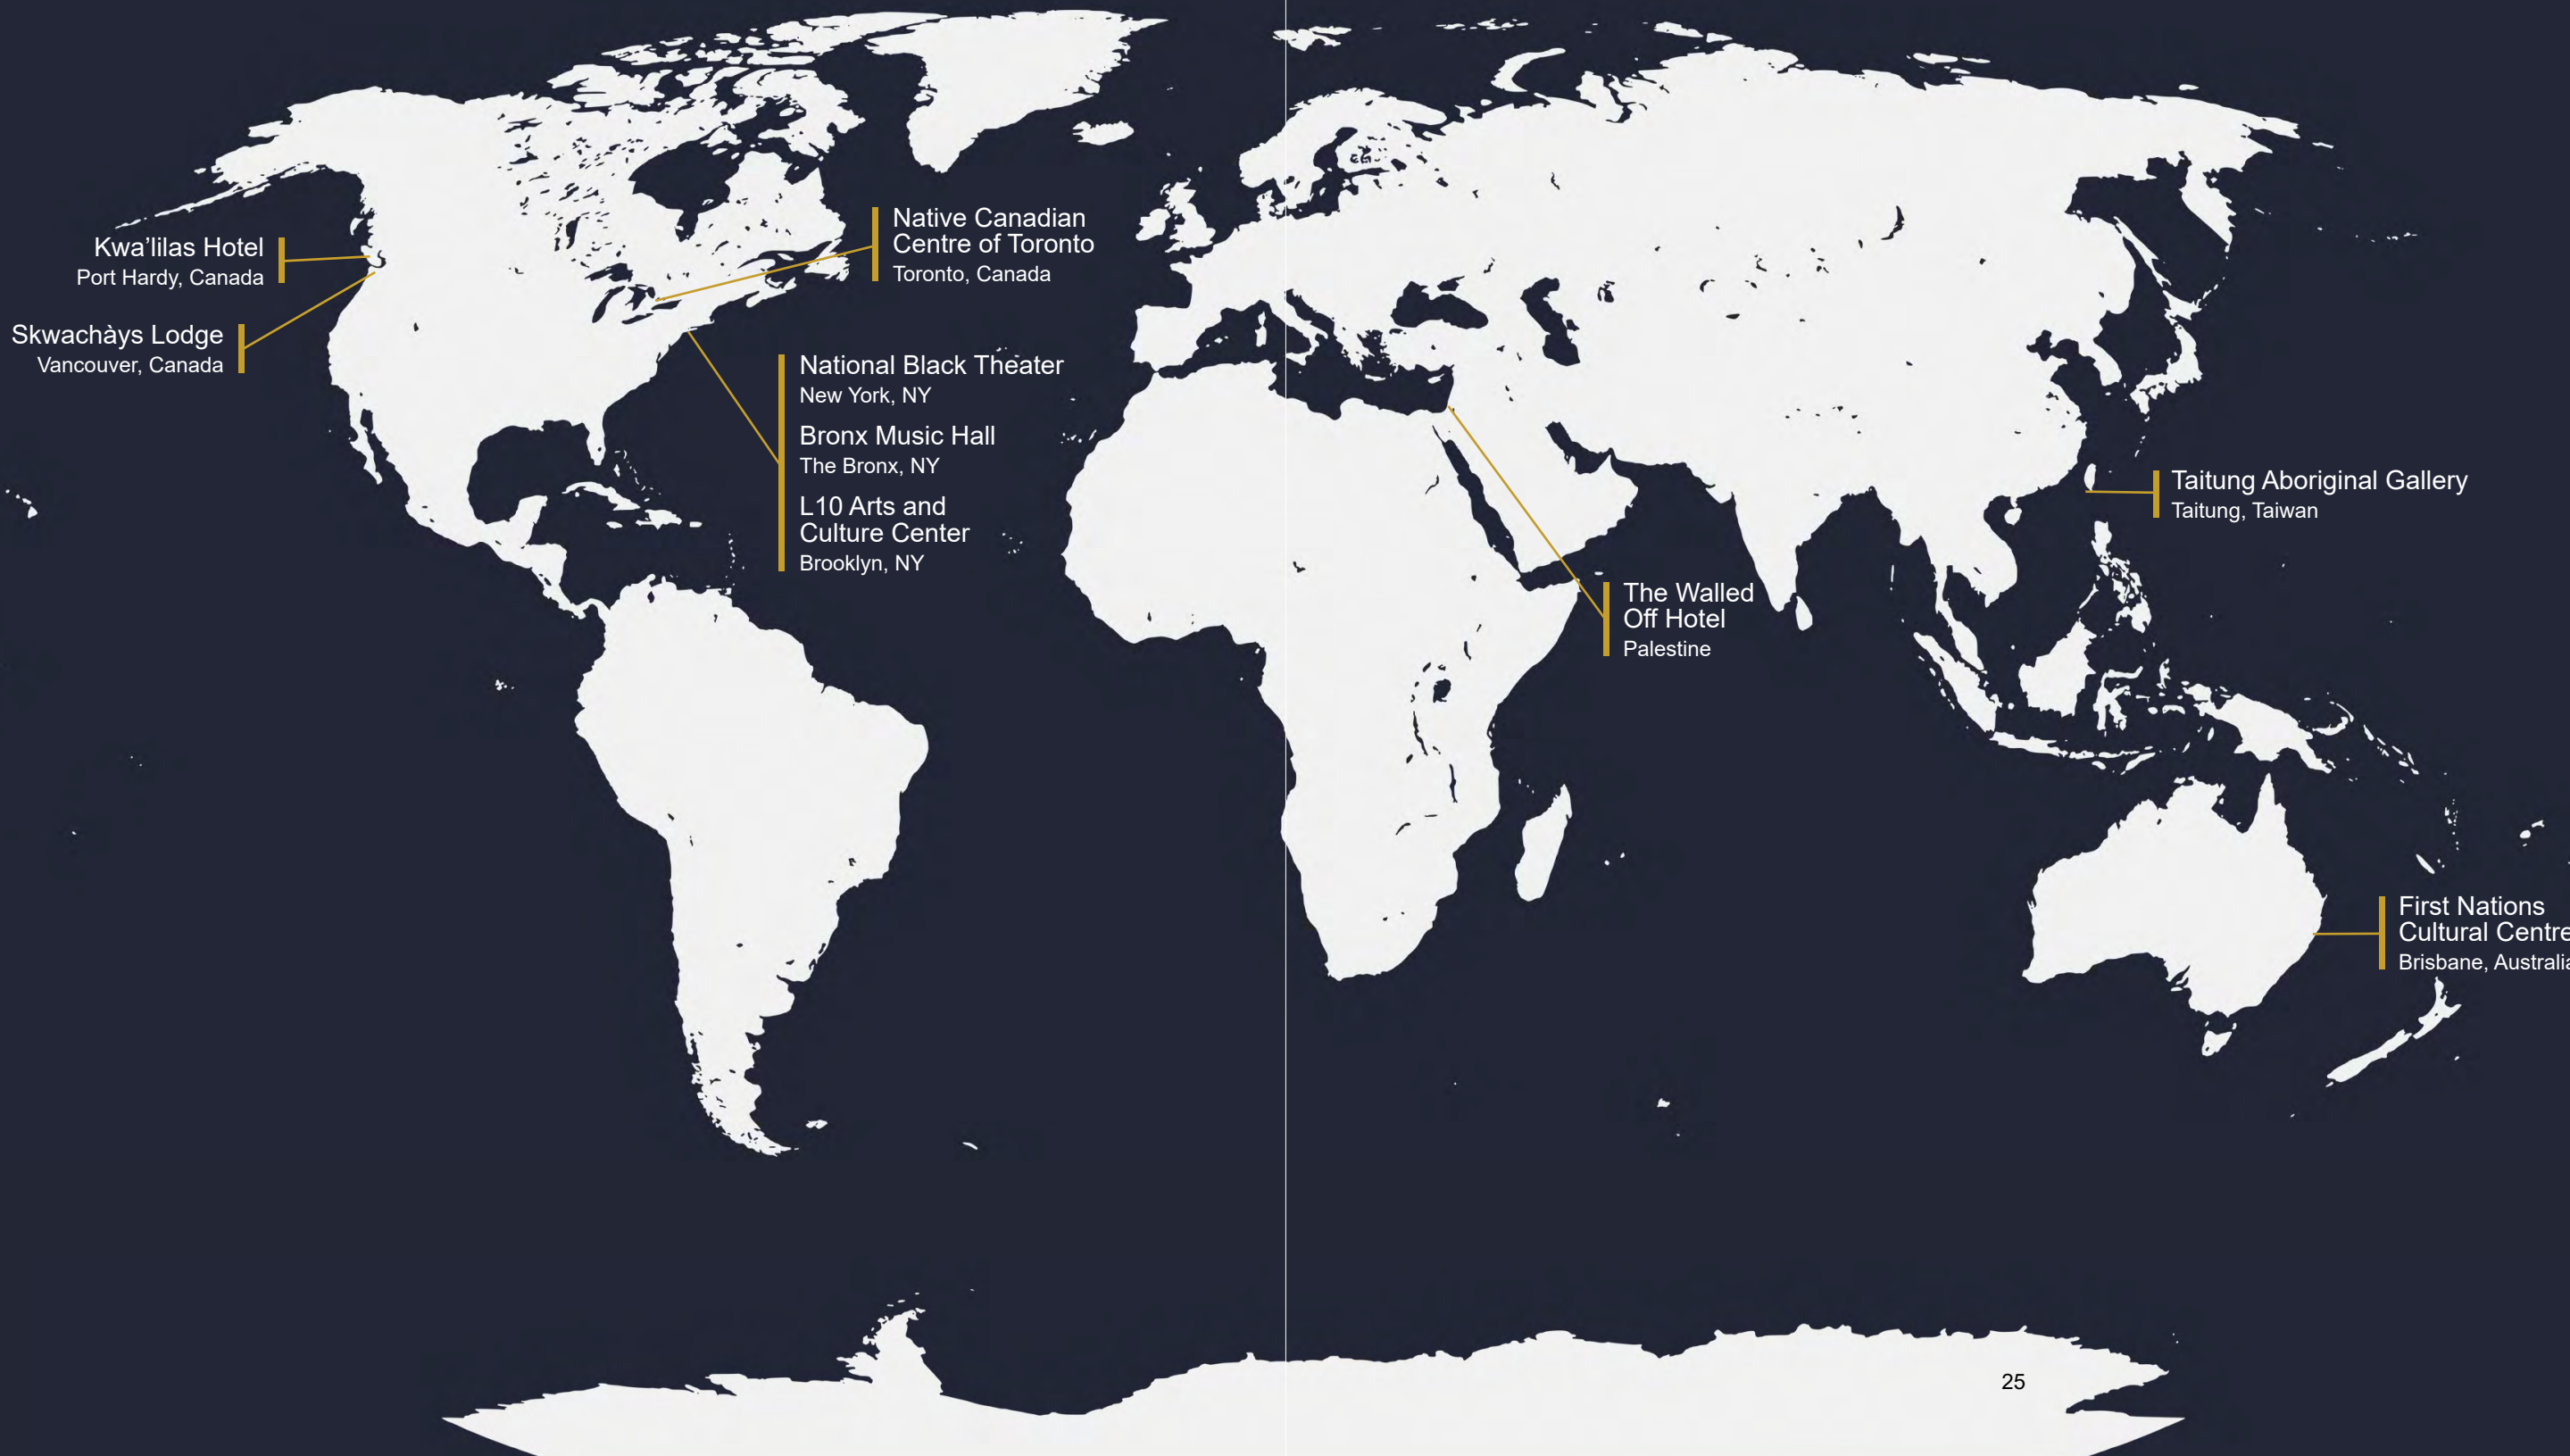 Kwa’lilas Hotel
Port Hardy, Canada
Skwachàys Lodge
Vancouver, Canada
Native Canadian
Centre of Toronto
Toronto, Canada
National Black Theater
New York, NY
Bronx Music Hall
The Bronx, NY
L10 Arts and
Culture Center
Brooklyn, NY
The Walled
Off Hotel
Palestine
Taitung Aboriginal Gallery
Taitung, Taiwan
First Nations
Cultural Centre
Brisbane, Australia
25